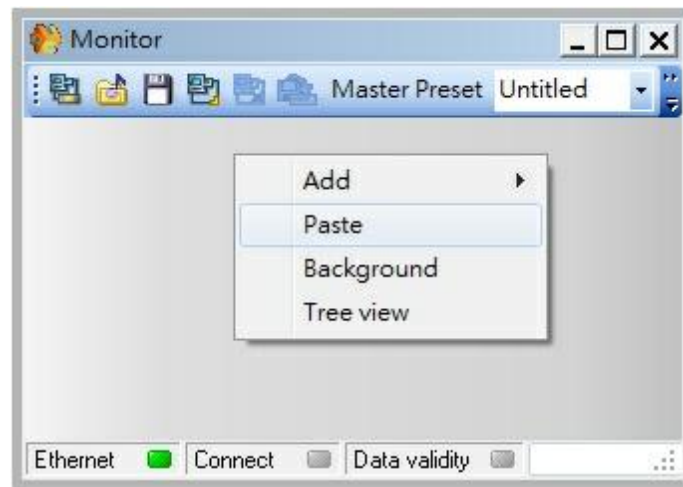 Monitor
Master Preset Untitled
Add
Paste
Background
Tree view
Ethernet Connect Data validity